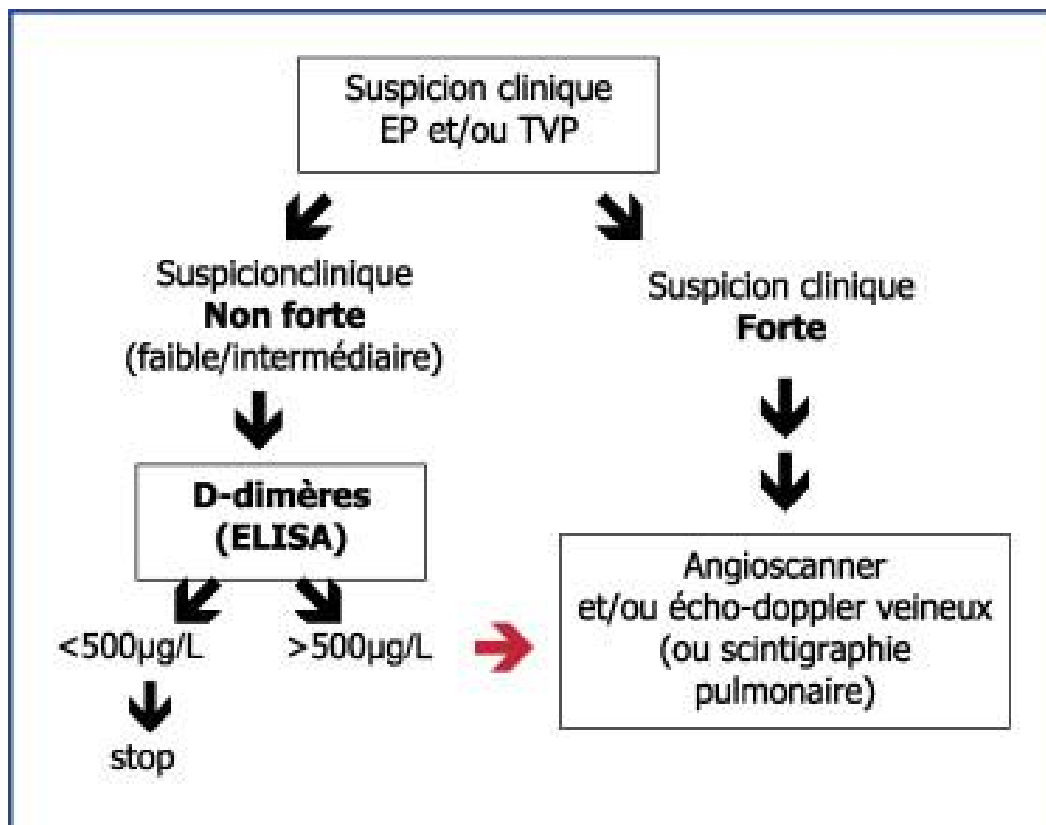 Suspicion clinique
EP et/ou TVP
Suspicionclinique
Non forte
(faible/intermédiaire)
Suspicion clinique
Forte
D-dimères
(ELISA)
<500µg/L
>500µg/L
stop
Angioscanner
et/ou écho-doppler veineux
(ou scintigraphie
pulmonaire)